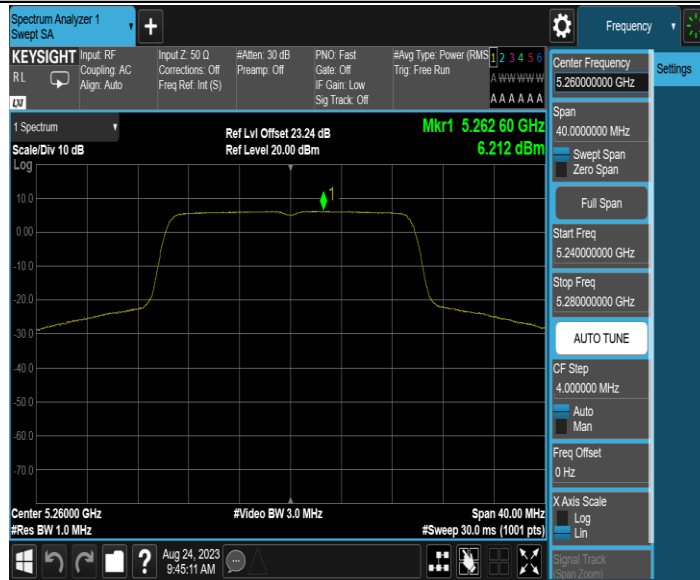 Spectrum Analyzer 1
Swept SA
Frequency
KEYSIGHT
RL
LXI
Input: RF
Coupling: AC
Align: Auto
Input Z: 50 Ω
Corrections: Off
Freq Ref: Int (S)
#Atten: 30 dB
Preamp: Off
PNO: Fast
Gate: Off
IF Gain: Low
Sig Track: Off
#Avg Type: Power (RMS
Trig: Free Run
1 2 3 4 5 6
A W W W W W
A A A A A A
1 Spectrum
Scale/Div 10 dB
Log
Ref Lvl Offset 23.24 dB
Ref Level 20.00 dBm
Mkr1 5.262 60 GHz
6.212 dBm
1
10.0
0.00
-10.0
-20.0
-30.0
-40.0
-50.0
-60.0
-70.0
Center 5.26000 GHz
#Res BW 1.0 MHz
#Video BW 3.0 MHz
Span 40.00 MHz
#Sweep 30.0 ms (1001 pts)
Aug 24, 2023
9:45:11 AM
Center Frequency
5.260000000 GHz
Settings
Span
40.0000000 MHz
Swept Span
Zero Span
Full Span
Start Freq
5.240000000 GHz
Stop Freq
5.280000000 GHz
AUTO TUNE
CF Step
4.000000 MHz
Auto
Man
Freq Offset
0 Hz
X Axis Scale
Log
Lin
Signal Track
(Span Zoom)